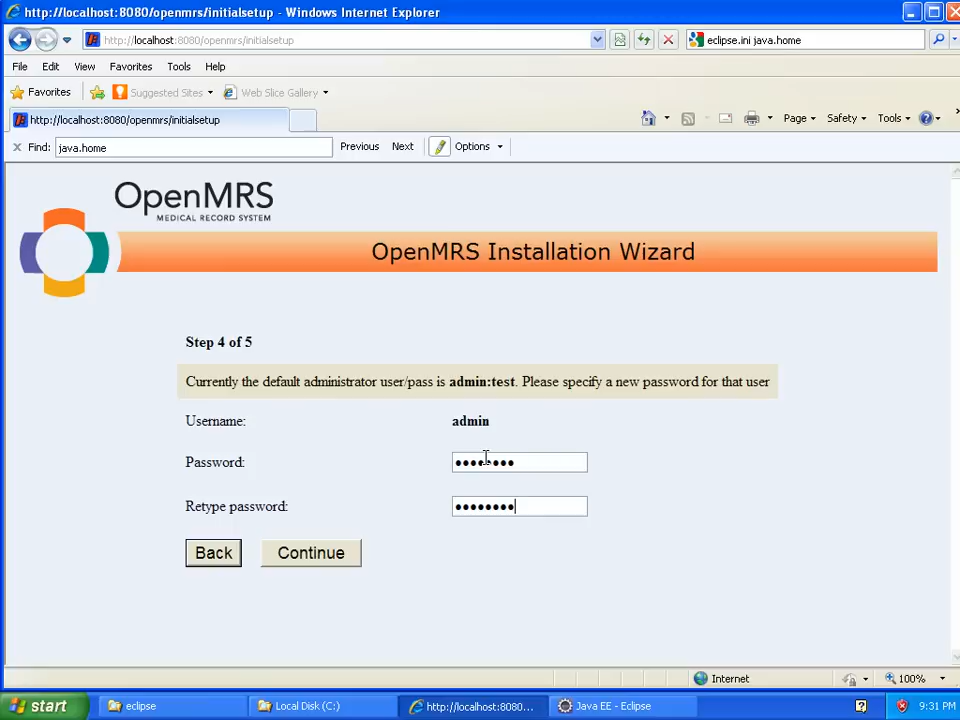 http://localhost:8080/openmrs/initialsetup - Windows Internet Explorer
http://localhost:8080/openmrs/initialsetup
eclipse.ini java.home
File Edit View Favorites Tools Help
Favorites Suggested Sites Web Slice Gallery
http://localhost:8080/openmrs/initialsetup
Page Safety Tools
Find: java.home Previous Next Options
OpenMRS
MEDICAL RECORD SYSTEM
OpenMRS Installation Wizard
Step 4 of 5
Currently the default administrator user/pass is admin:test. Please specify a new password for that user
Username: admin
Password: ••••••••
Retype password: ••••••••
Back Continue
Internet 100%
start eclipse Local Disk (C:) http://localhost:8080... Java EE - Eclipse 9:31 PM